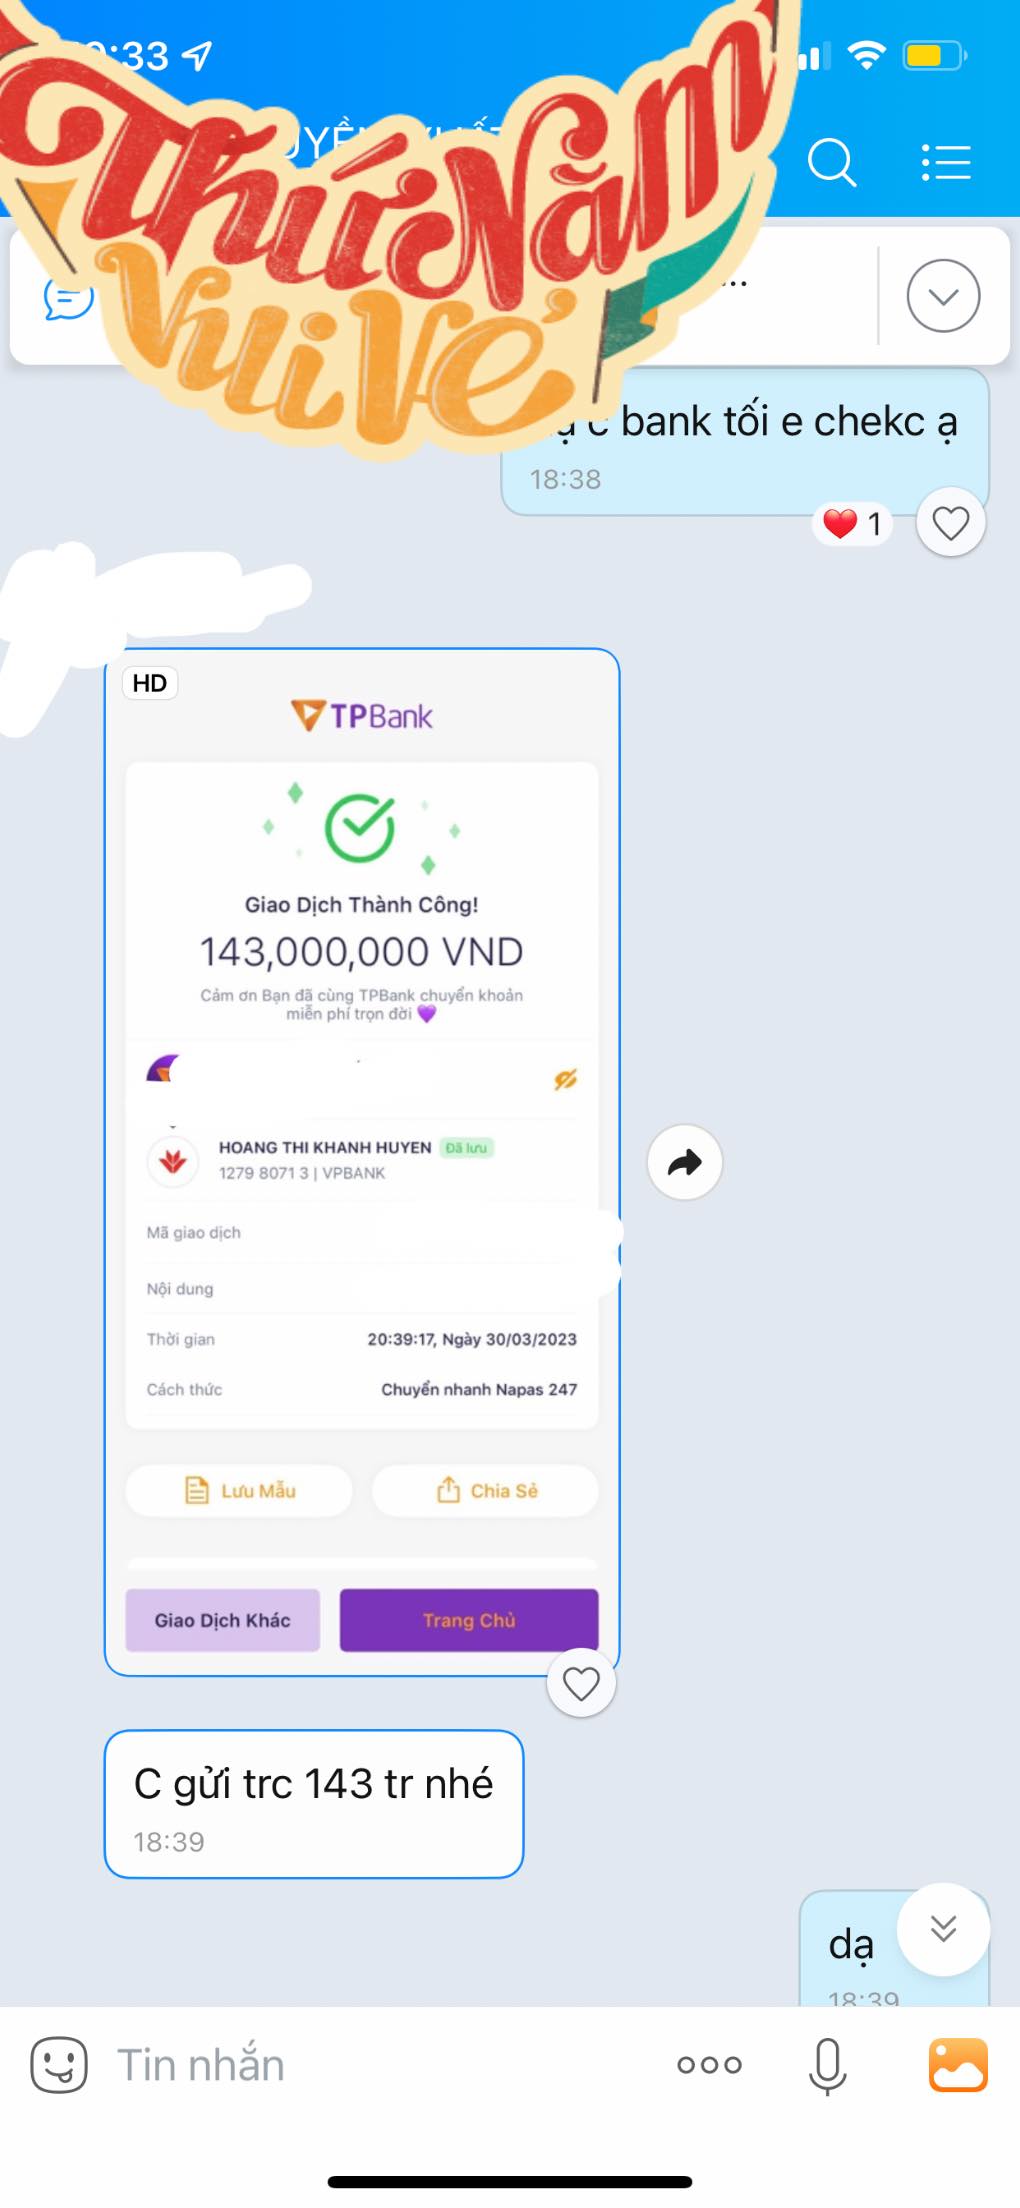 :33
Thứ Năm
Vui Vẻ
...
c bank tối e chekc ạ
18:38
1
HD
TPBank
Giao Dịch Thành Công!
143,000,000 VND
Cảm ơn Bạn đã cùng TPBank chuyển khoản
miễn phí trọn đời
HOANG THI KHANH HUYEN Đã lưu
1279 8071 3 | VPBANK
Mã giao dịch
Nội dung
Thời gian 20:39:17, Ngày 30/03/2023
Cách thức Chuyển nhanh Napas 247
Lưu Mẫu Chia Sẻ
Giao Dịch Khác Trang Chủ
C gửi trc 143 tr nhé
18:39
dạ
18:39
Tin nhắn